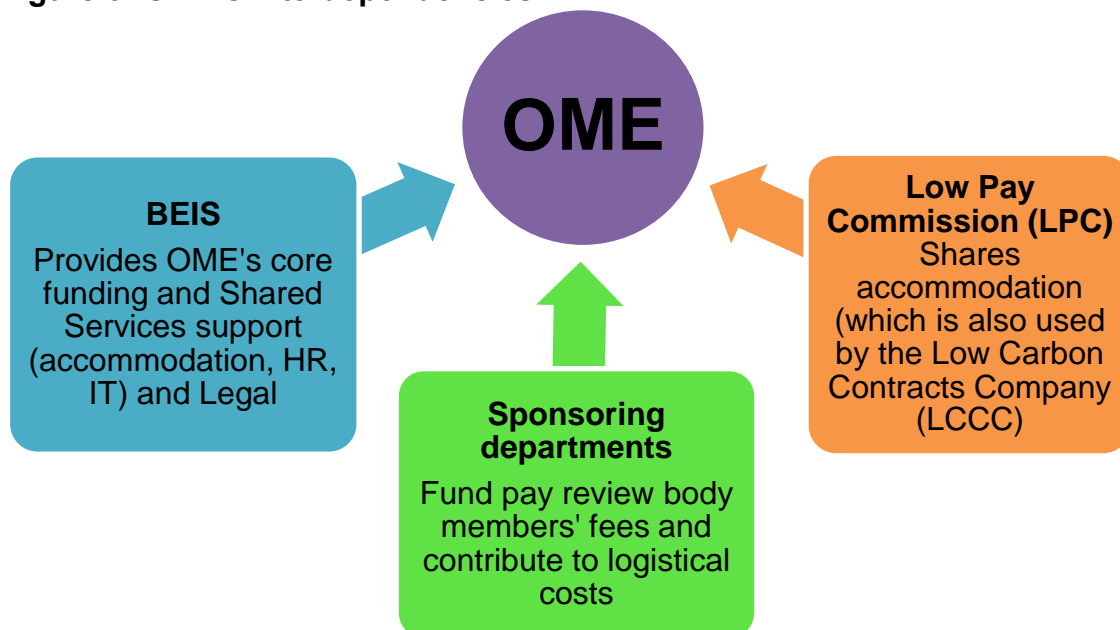 OME
BEIS
Provides OME's core
funding and Shared
Services support
(accommodation, HR,
IT) and Legal
Sponsoring
departments
Fund pay review body
members' fees and
contribute to logistical
costs
Low Pay
Commission (LPC)
Shares
accommodation
(which is also used
by the Low Carbon
Contracts Company
(LCCC)